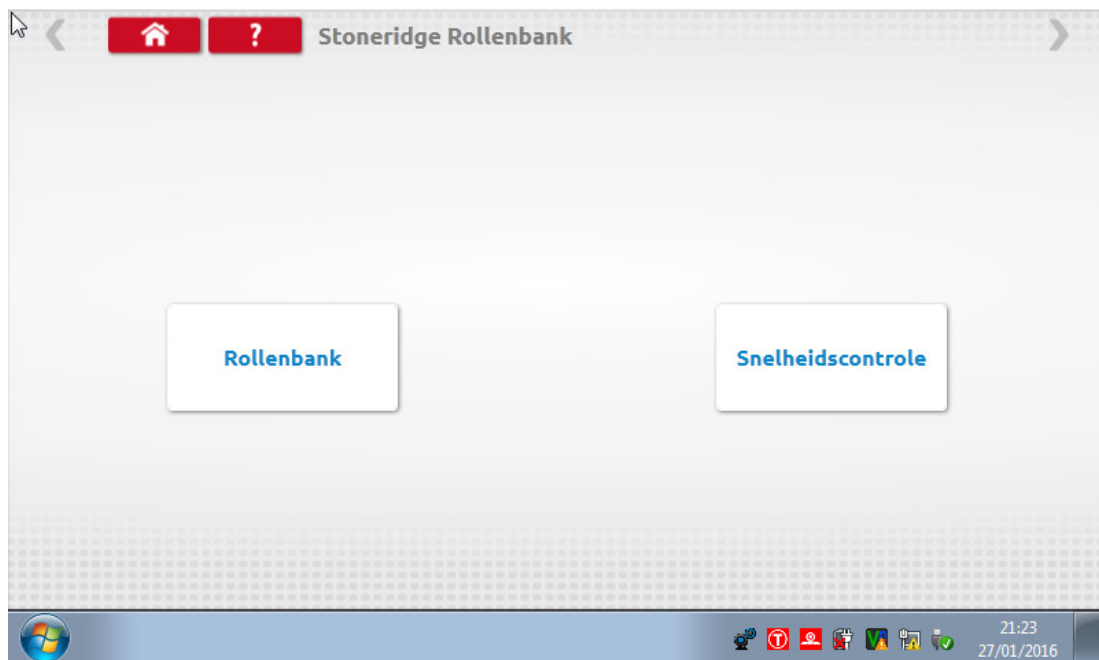 ? Stoneridge Rollenbank
Rollenbank
Snelheidscontrole
21:23
27/01/2016